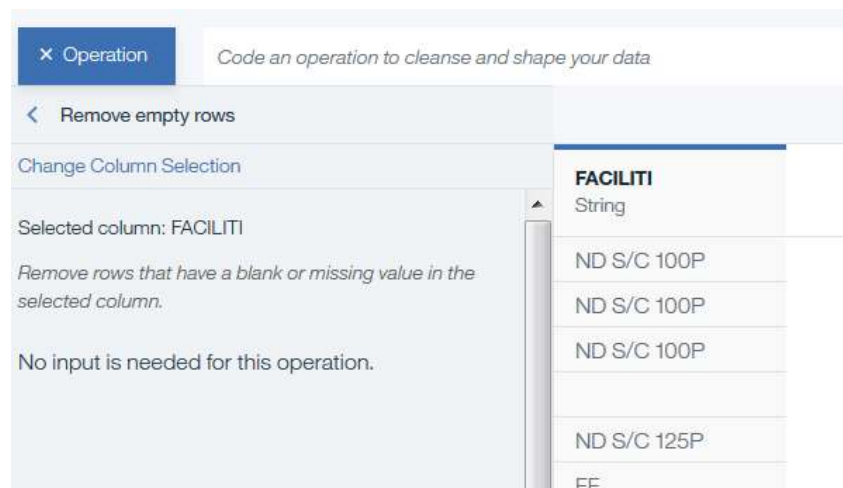 × Operation
Code an operation to cleanse and shape your data
< Remove empty rows
Change Column Selection
Selected column: FACILITI
Remove rows that have a blank or missing value in the
selected column.
No input is needed for this operation.
FACILITI
String
ND S/C 100P
ND S/C 100P
ND S/C 100P
ND S/C 125P